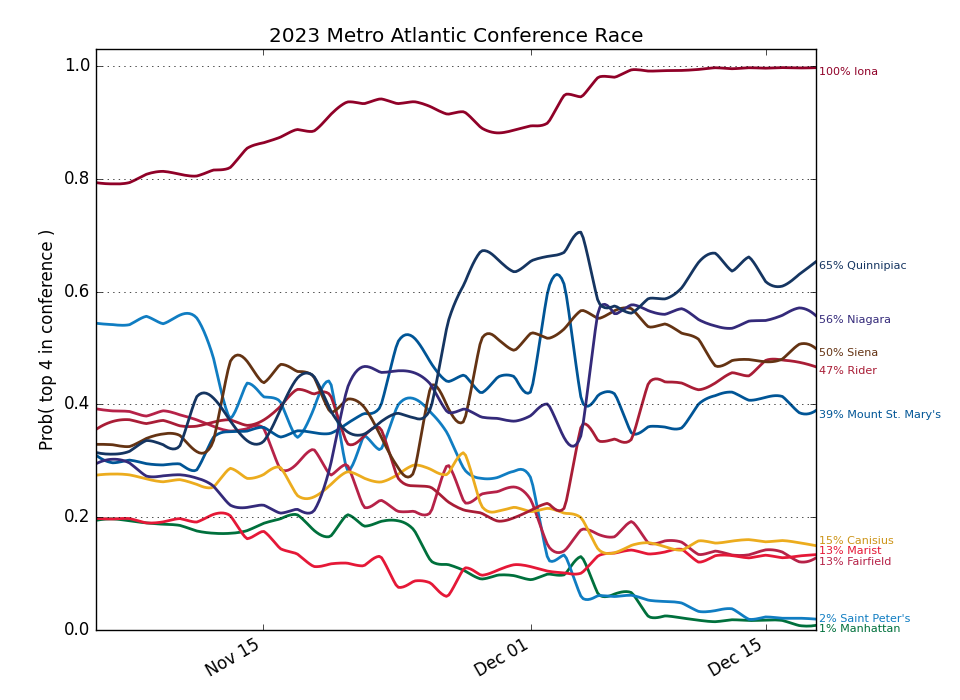 2023 Metro Atlantic Conference Race
Prob( top 4 in conference )
1.0
0.8
0.6
0.4
0.2
0.0
Nov 15
Dec 01
Dec 15
100% Iona
65% Quinnipiac
56% Niagara
50% Siena
47% Rider
39% Mount St. Mary's
15% Canisius
13% Marist
13% Fairfield
2% Saint Peter's
1% Manhattan